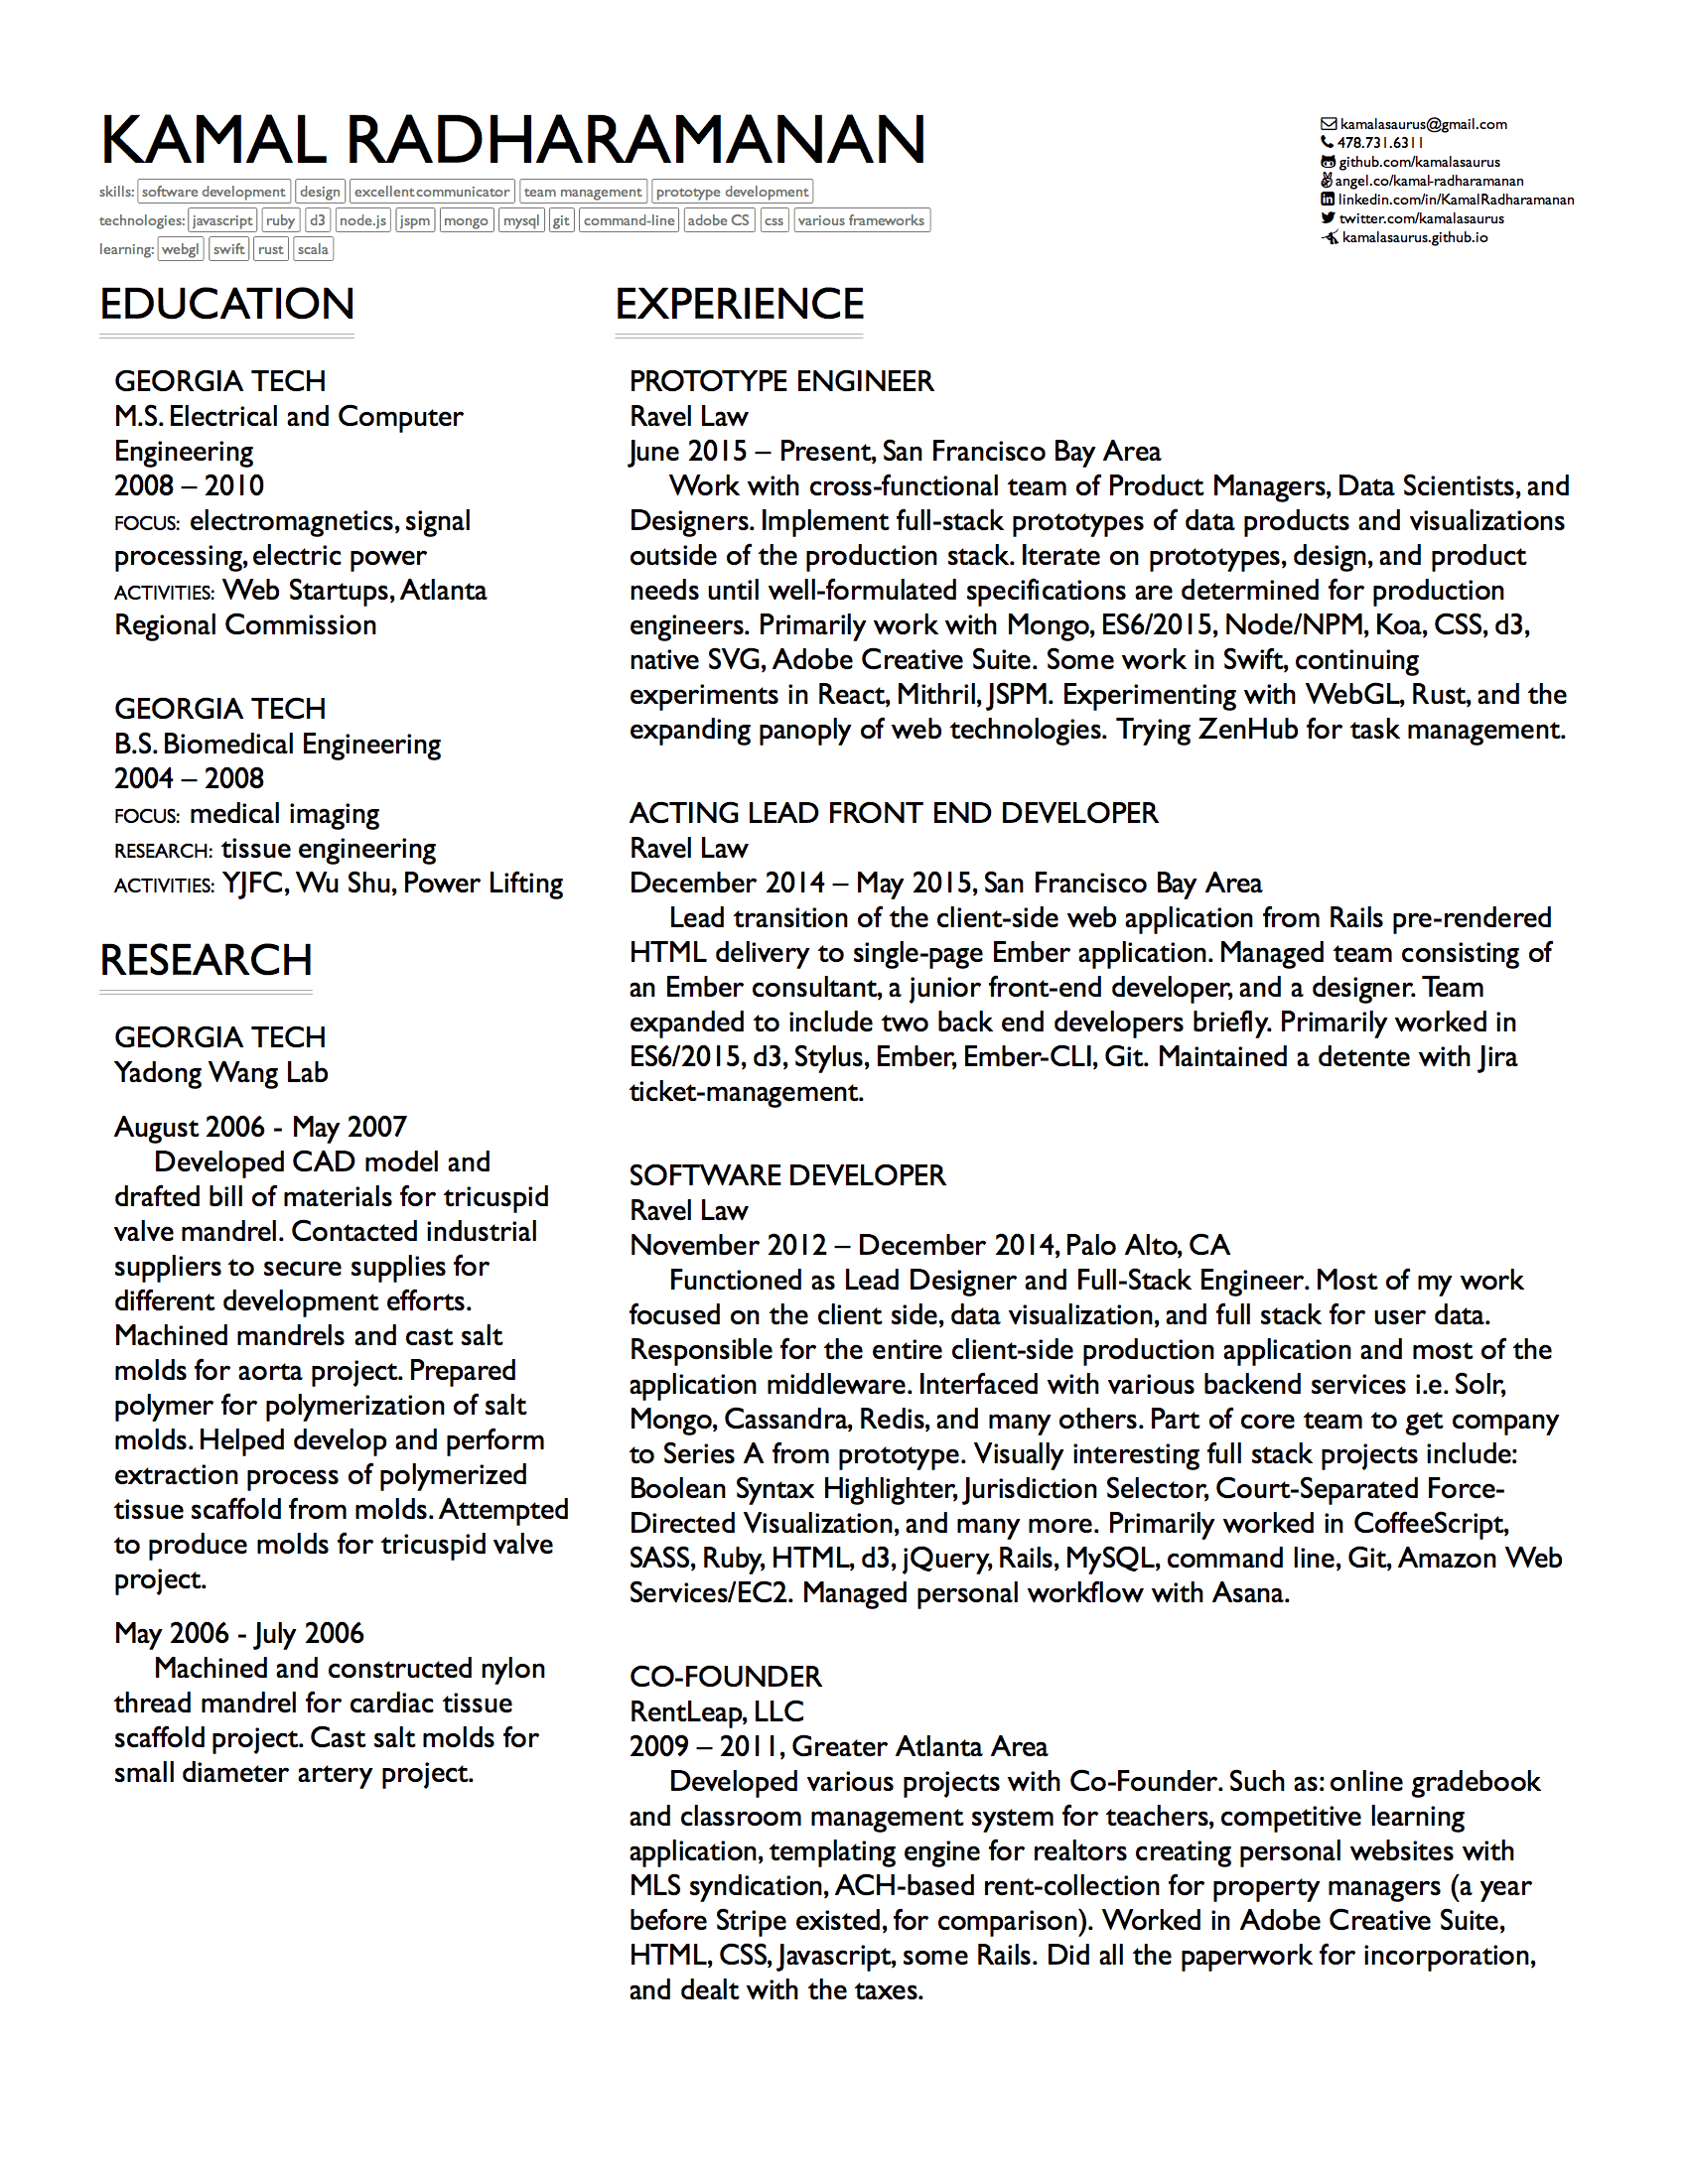 KAMAL RADHARAMANAN
skills: software development design excellent communicator team management prototype development
technologies: javascript ruby d3 node.js jspm mongo mysql git command-line adobe CS css various frameworks
learning: webgl swift rust scala
kamalasaurus@gmail.com
478.731.6311
github.com/kamalasaurus
angel.co/kamal-radharamanan
linkedin.com/in/KamalRadharamanan
twitter.com/kamalasaurus
kamalasaurus.github.io
EDUCATION
GEORGIA TECH
M.S. Electrical and Computer
Engineering
2008 – 2010
FOCUS: electromagnetics, signal
processing, electric power
ACTIVITIES: Web Startups, Atlanta
Regional Commission
GEORGIA TECH
B.S. Biomedical Engineering
2004 – 2008
FOCUS: medical imaging
RESEARCH: tissue engineering
ACTIVITIES: YJFC, Wu Shu, Power Lifting
RESEARCH
GEORGIA TECH
Yadong Wang Lab
August 2006 - May 2007
Developed CAD model and
drafted bill of materials for tricuspid
valve mandrel. Contacted industrial
suppliers to secure supplies for
different development efforts.
Machined mandrels and cast salt
molds for aorta project. Prepared
polymer for polymerization of salt
molds. Helped develop and perform
extraction process of polymerized
tissue scaffold from molds. Attempted
to produce molds for tricuspid valve
project.
May 2006 - July 2006
Machined and constructed nylon
thread mandrel for cardiac tissue
scaffold project. Cast salt molds for
small diameter artery project.
EXPERIENCE
PROTOTYPE ENGINEER
Ravel Law
June 2015 – Present, San Francisco Bay Area
Work with cross-functional team of Product Managers, Data Scientists, and
Designers. Implement full-stack prototypes of data products and visualizations
outside of the production stack. Iterate on prototypes, design, and product
needs until well-formulated specifications are determined for production
engineers. Primarily work with Mongo, ES6/2015, Node/NPM, Koa, CSS, d3,
native SVG, Adobe Creative Suite. Some work in Swift, continuing
experiments in React, Mithril, JSPM. Experimenting with WebGL, Rust, and the
expanding panoply of web technologies. Trying ZenHub for task management.
ACTING LEAD FRONT END DEVELOPER
Ravel Law
December 2014 – May 2015, San Francisco Bay Area
Lead transition of the client-side web application from Rails pre-rendered
HTML delivery to single-page Ember application. Managed team consisting of
an Ember consultant, a junior front-end developer, and a designer. Team
expanded to include two back end developers briefly. Primarily worked in
ES6/2015, d3, Stylus, Ember, Ember-CLI, Git. Maintained a detente with Jira
ticket-management.
SOFTWARE DEVELOPER
Ravel Law
November 2012 – December 2014, Palo Alto, CA
Functioned as Lead Designer and Full-Stack Engineer. Most of my work
focused on the client side, data visualization, and full stack for user data.
Responsible for the entire client-side production application and most of the
application middleware. Interfaced with various backend services i.e. Solr,
Mongo, Cassandra, Redis, and many others. Part of core team to get company
to Series A from prototype. Visually interesting full stack projects include:
Boolean Syntax Highlighter, Jurisdiction Selector, Court-Separated Force-
Directed Visualization, and many more. Primarily worked in CoffeeScript,
SASS, Ruby, HTML, d3, jQuery, Rails, MySQL, command line, Git, Amazon Web
Services/EC2. Managed personal workflow with Asana.
CO-FOUNDER
RentLeap, LLC
2009 – 2011, Greater Atlanta Area
Developed various projects with Co-Founder. Such as: online gradebook
and classroom management system for teachers, competitive learning
application, templating engine for realtors creating personal websites with
MLS syndication, ACH-based rent-collection for property managers (a year
before Stripe existed, for comparison). Worked in Adobe Creative Suite,
HTML, CSS, Javascript, some Rails. Did all the paperwork for incorporation,
and dealt with the taxes.